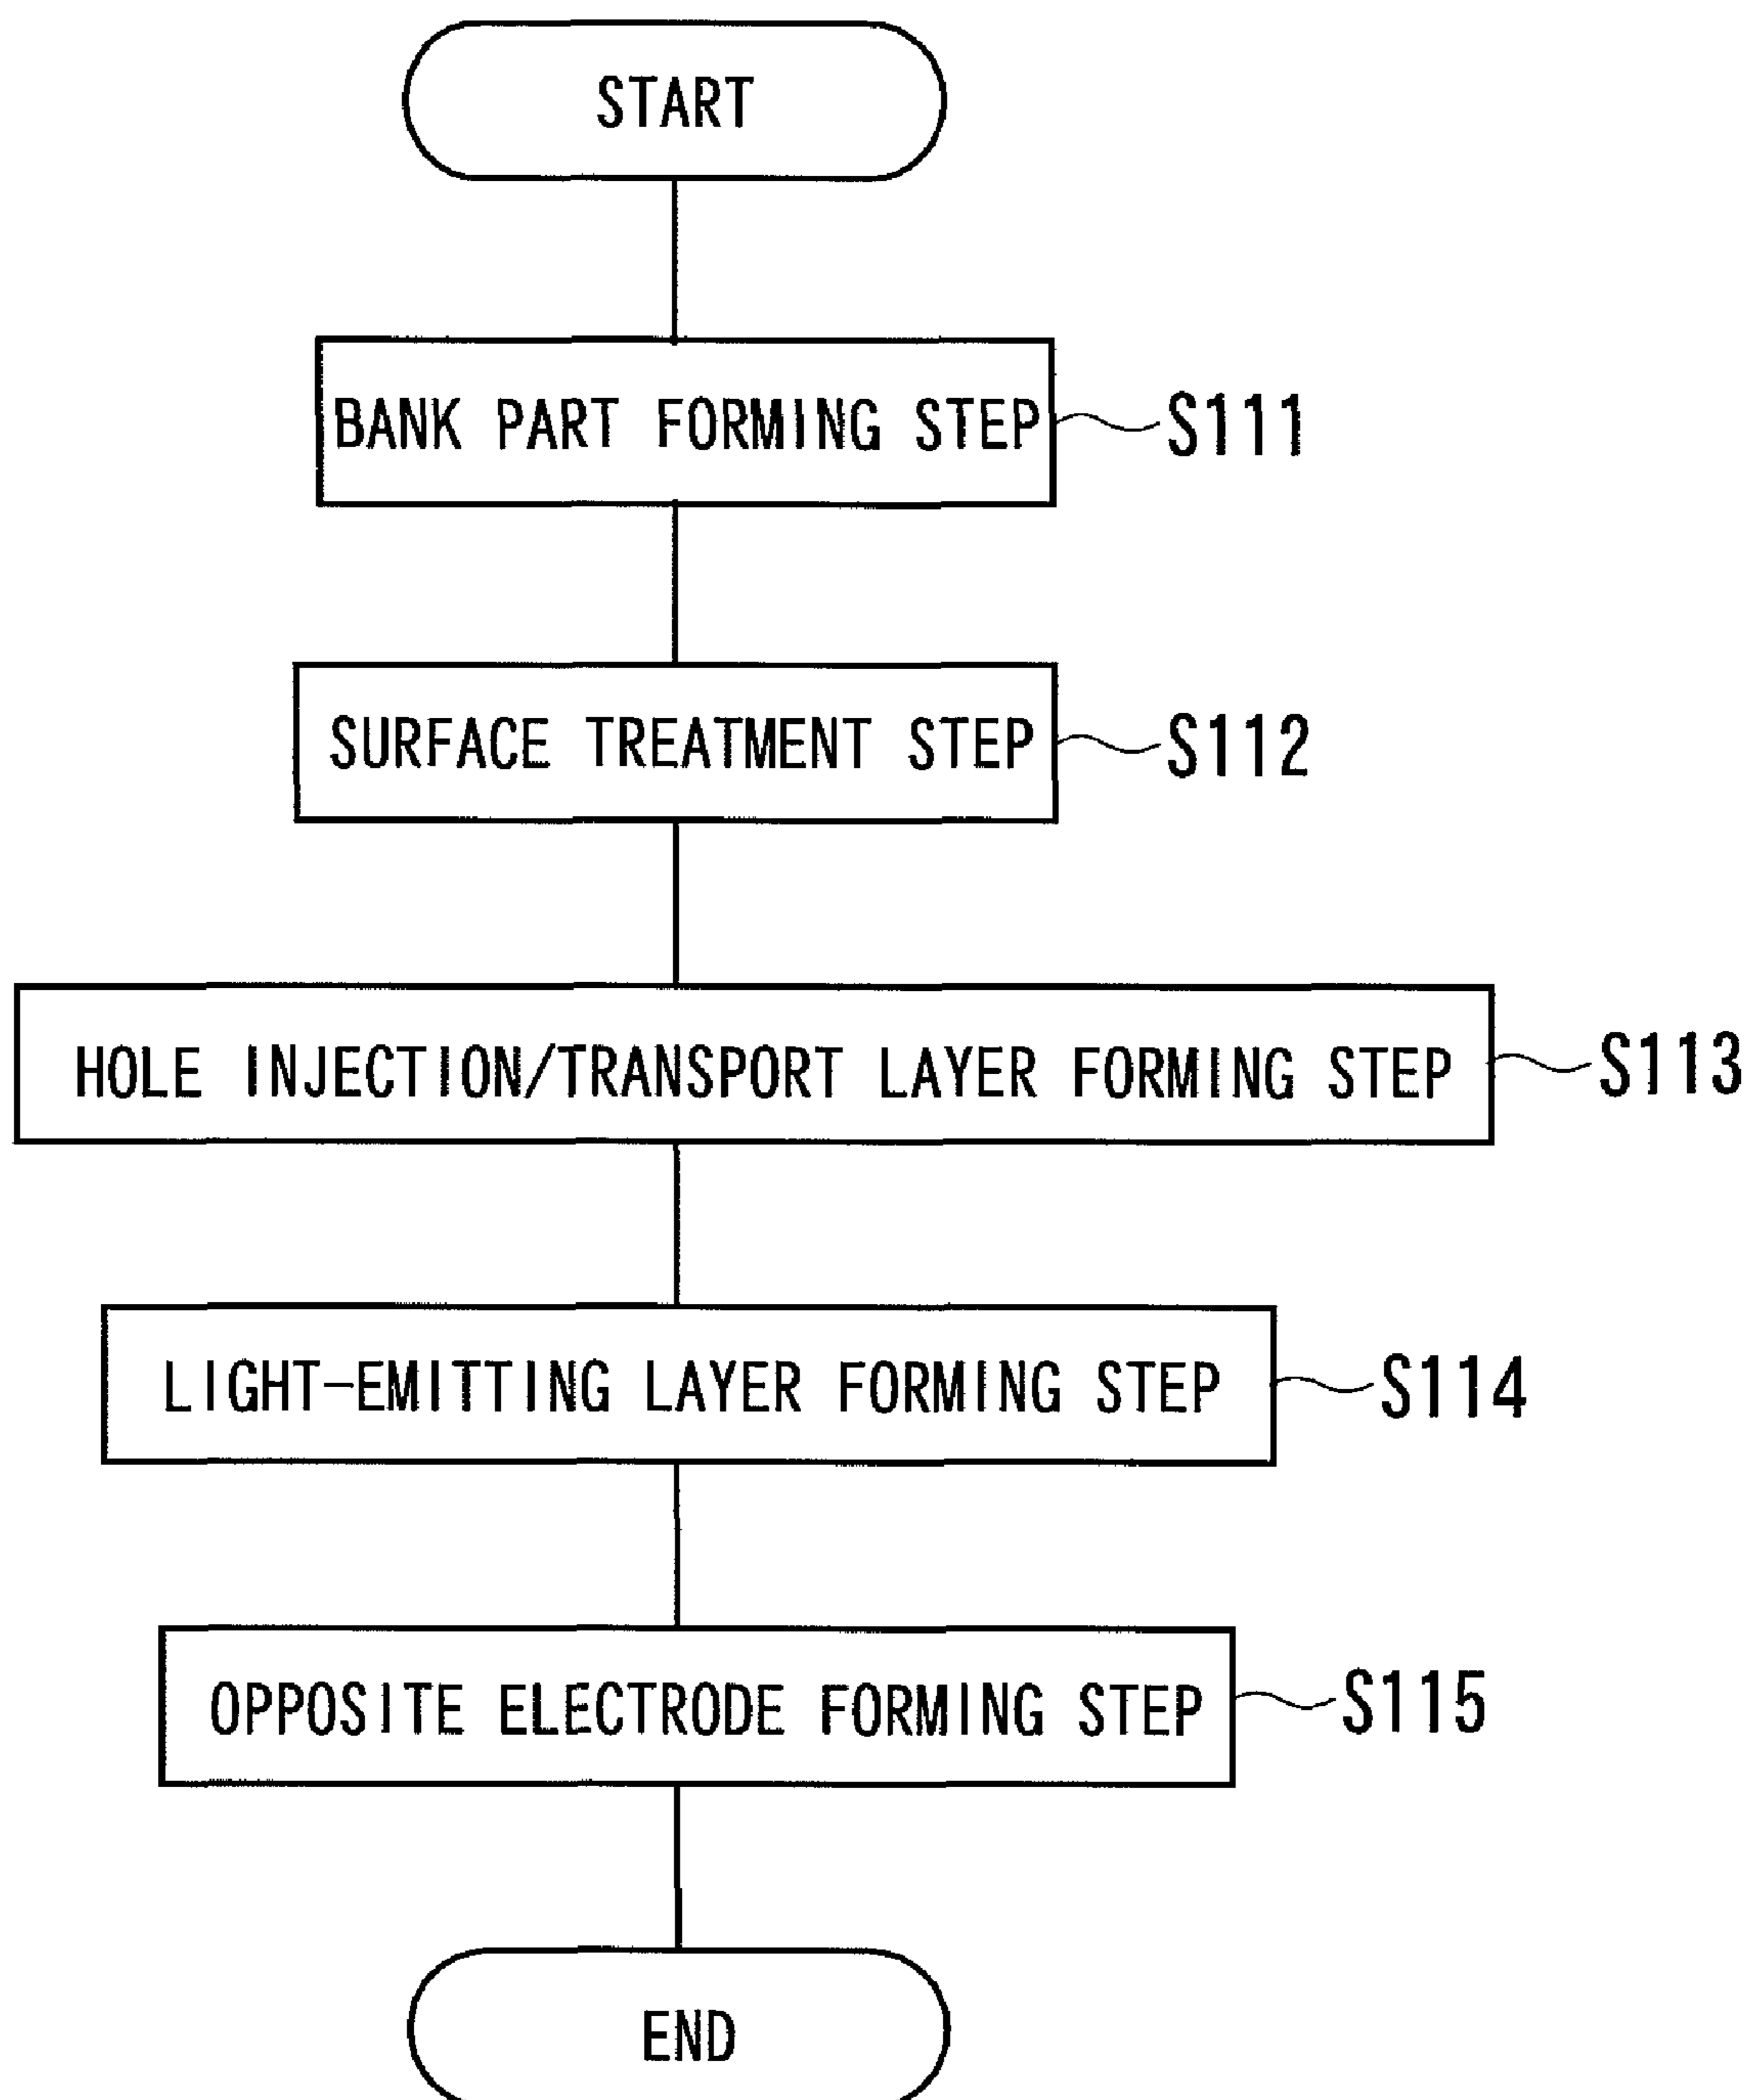 START
BANK PART FORMING STEP S111
SURFACE TREATMENT STEP S112
HOLE INJECTION/TRANSPORT LAYER FORMING STEP S113
LIGHT-EMITTING LAYER FORMING STEP S114
OPPOSITE ELECTRODE FORMING STEP S115
END